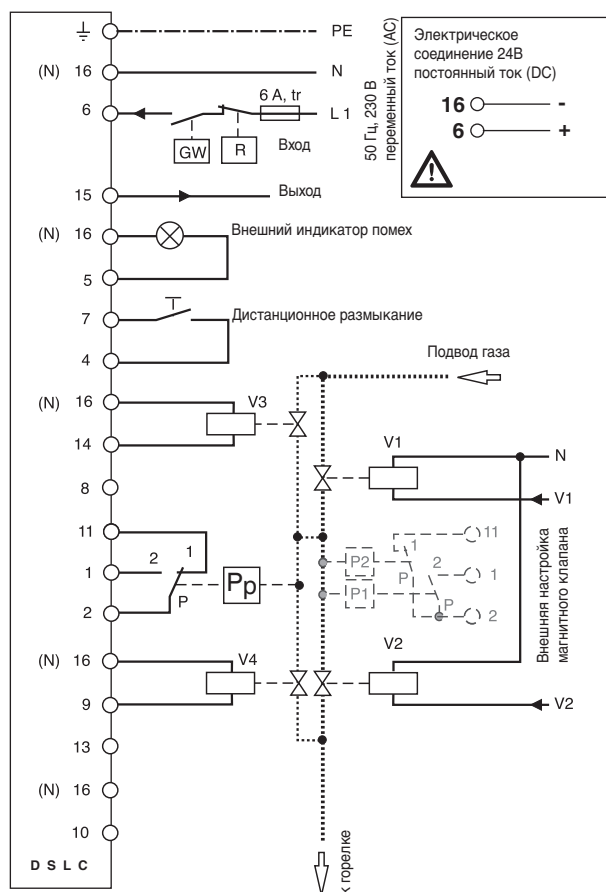 PE
(N) 16
N
6
6 A, tr
L 1
GW
R
Вход
50 Гц, 230 В
переменный ток (AC)
Электрическое
соединение 24В
постоянный ток (DC)
16
-
6
+
15
Выход
(N) 16
Внешний индикатор помех
5
7
Дистанционное размыкание
4
Подвод газа
(N) 16
V3
14
V1
N
V1
8
11
1
2
1
P
Pp
2
P2
P1
1
P
2
P
11
1
2
Внешняя настройка
магнитного клапана
(N) 16
V4
V2
9
V2
13
(N) 16
10
D S L C
к горелке